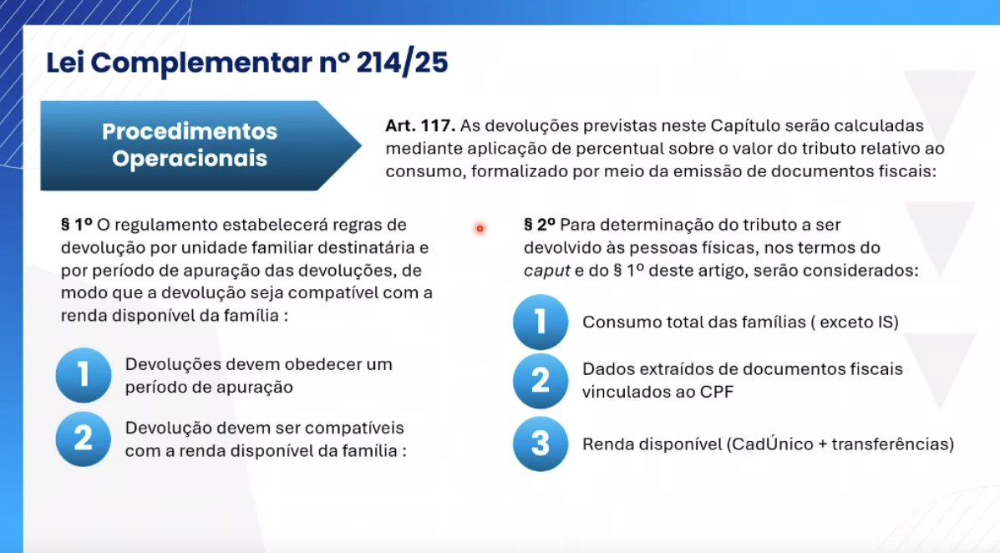 Lei Complementar nº 214/25
Procedimentos
Operacionais
Art. 117. As devoluções previstas neste Capítulo serão calculadas
mediante aplicação de percentual sobre o valor do tributo relativo ao
consumo, formalizado por meio da emissão de documentos fiscais:
§ 1º O regulamento estabelecerá regras de
devolução por unidade familiar destinatária e
por período de apuração das devoluções, de
modo que a devolução seja compatível com a
renda disponível da família :
1
Devoluções devem obedecer um
período de apuração
2
Devolução devem ser compatíveis
com a renda disponível da família :
§ 2º Para determinação do tributo a ser
devolvido às pessoas físicas, nos termos do
caput e do § 1º deste artigo, serão considerados:
1
Consumo total das famílias ( exceto IS)
2
Dados extraídos de documentos fiscais
vinculados ao CPF
3
Renda disponível (CadÚnico + transferências)